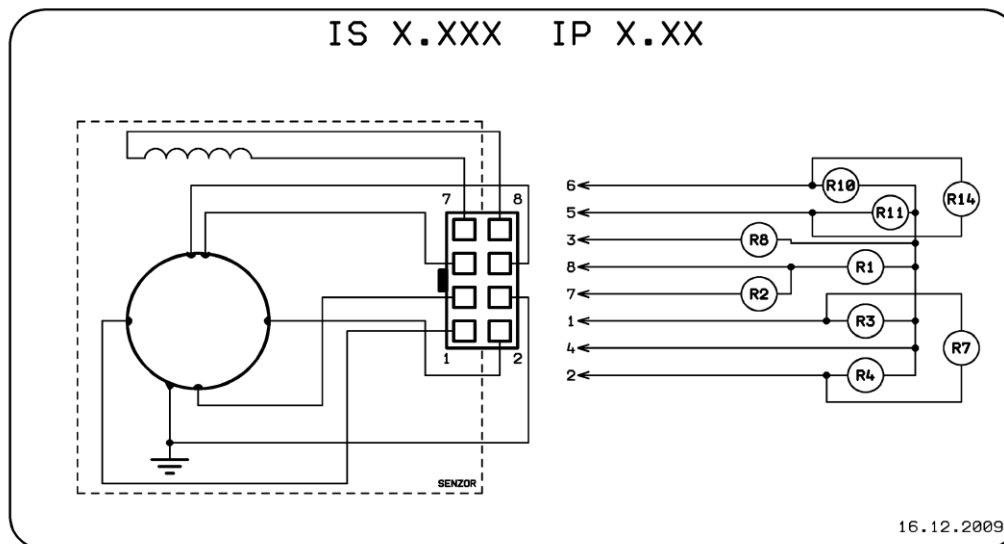 IS X.XXX IP X.XX
7 8
1 2
SENZOR
6 R10
R14
5 R11
3 R8
8 R1
7 R2
1 R3
4 R7
2 R4
16.12.2009